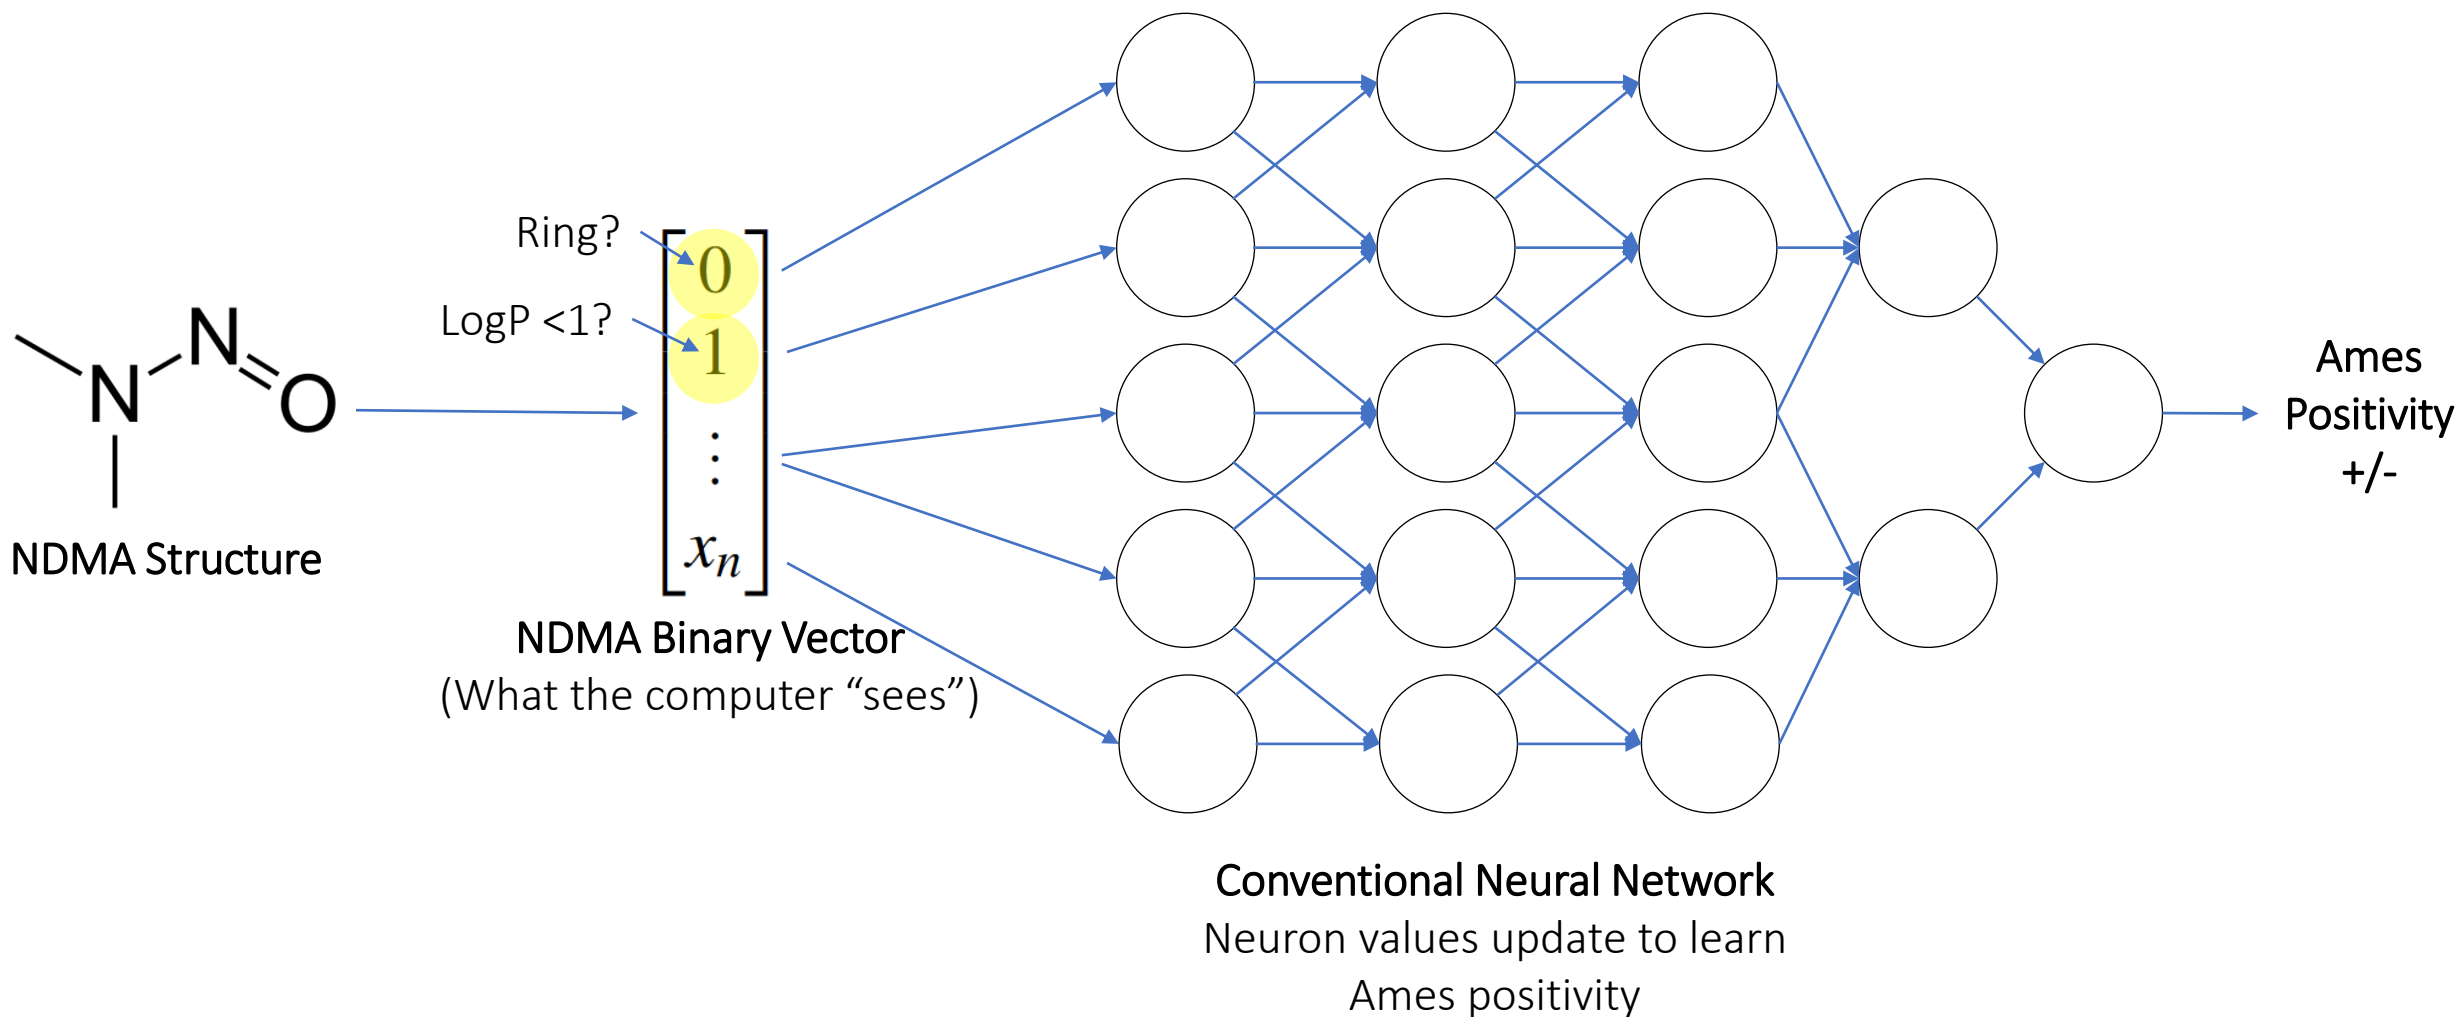 Ring?
LogP <1?
N
N
O
0
1
⋮
xn
NDMA Structure
NDMA Binary Vector
(What the computer “sees”)
Ames
Positivity
+/-
Conventional Neural Network
Neuron values update to learn
Ames positivity